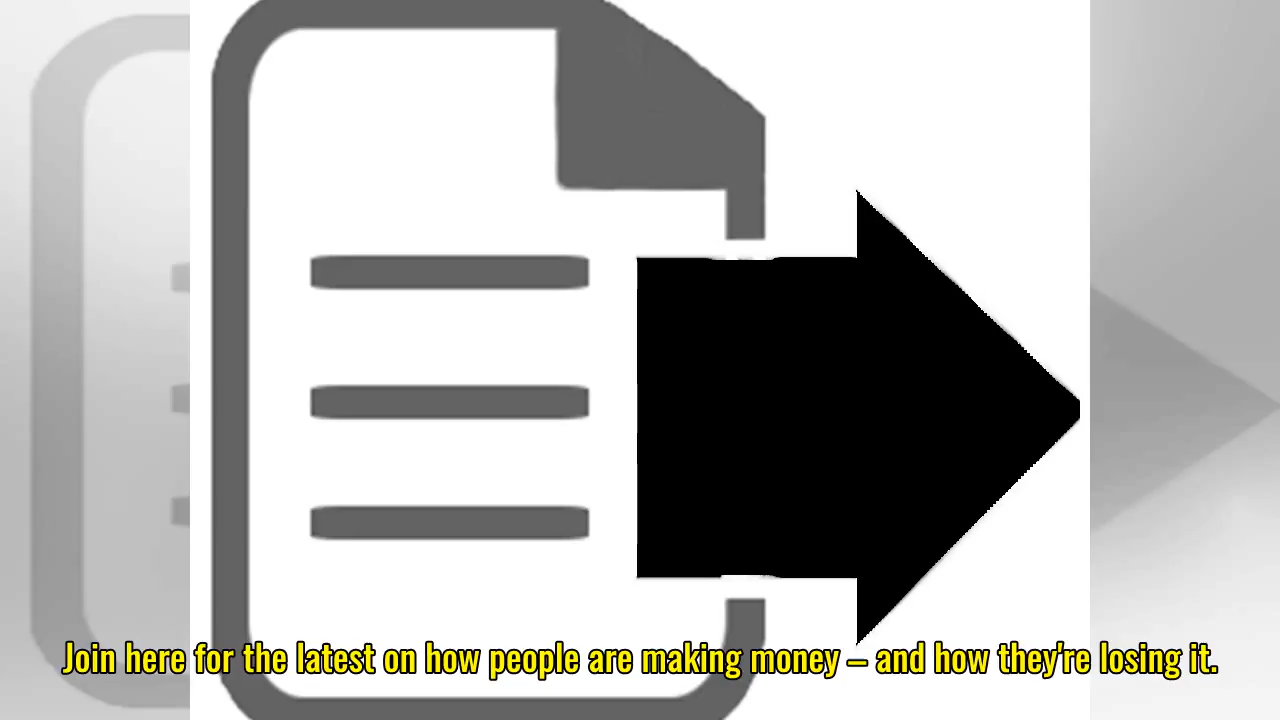 Join here for the latest on how people are making money – and how they're losing it.